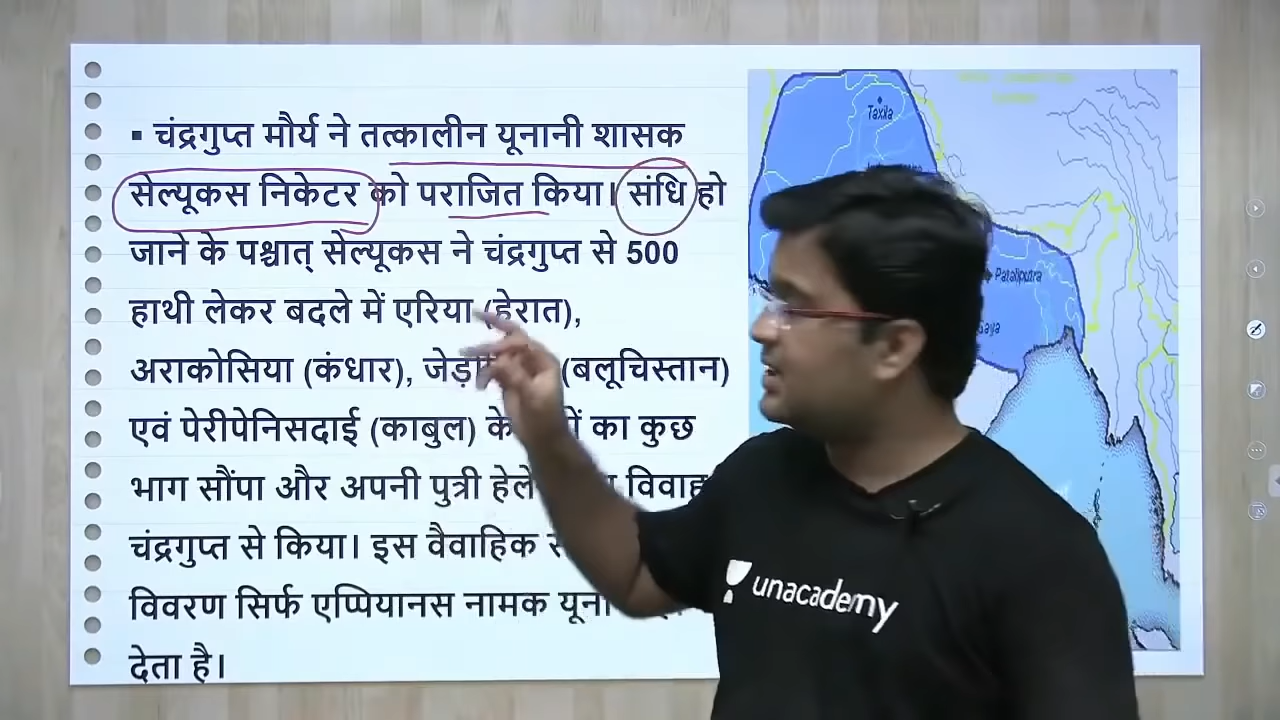 ▪ चंद्रगुप्त मौर्य ने तत्कालीन यूनानी शासक
सेल्यूकस निकेटर को पराजित किया। संधि हो
जाने के पश्चात् सेल्यूकस ने चंद्रगुप्त से 500
हाथी लेकर बदले में एरिया (हेरात),
अराकोसिया (कंधार), (बलूचिस्तान)
एवं पेरीपेनिसदाई (काबुल) के का कुछ
भाग सौंपा और अपनी पुत्री विवाह
चंद्रगुप्त से किया। इस वैवाहिक
विवरण सिर्फ एप्पियानस नामक
देता है।
Taxila
Pataliputra
unacademy